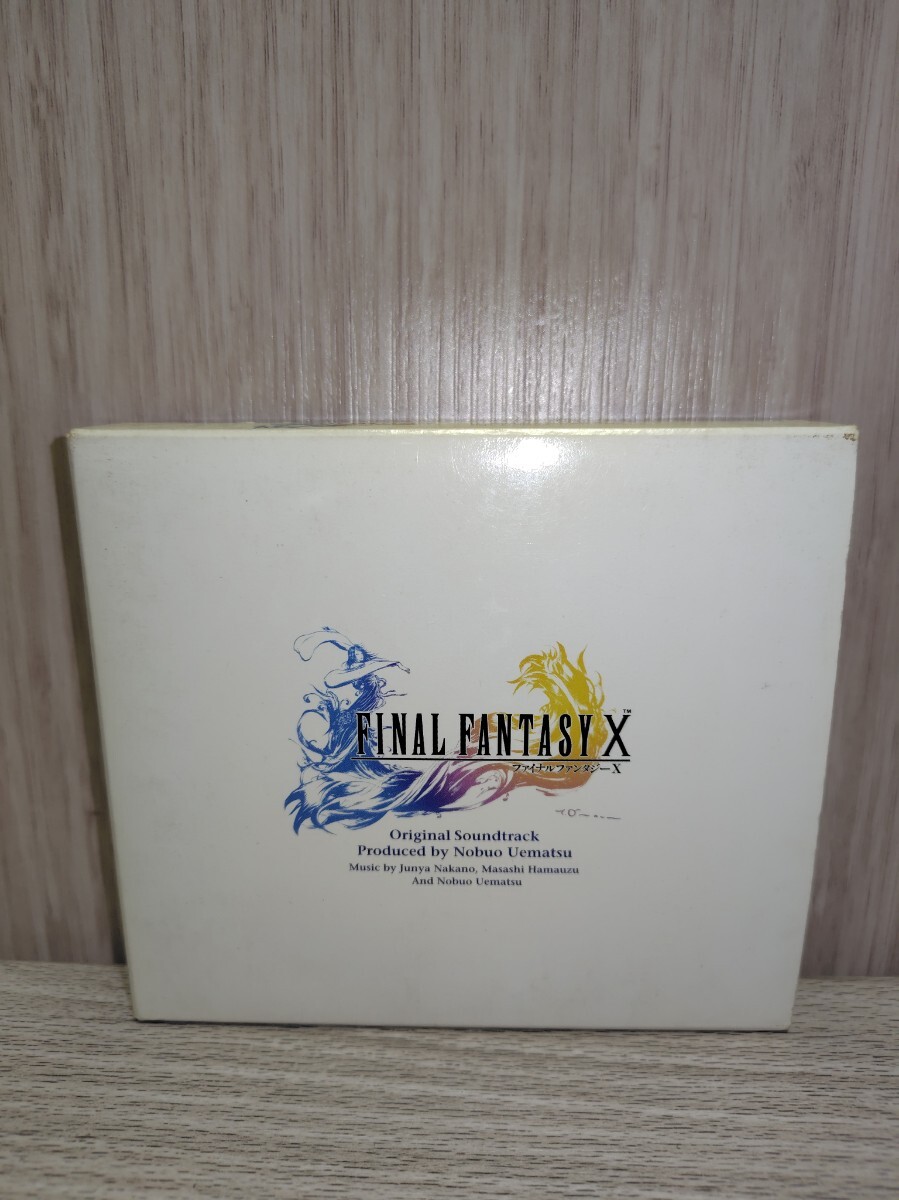 FINAL FANTASY X™
ファイナルファンタジーX
Original Soundtrack
Produced by Nobuo Uematsu
Music by Junya Nakano, Masashi Hamauzu
And Nobuo Uematsu